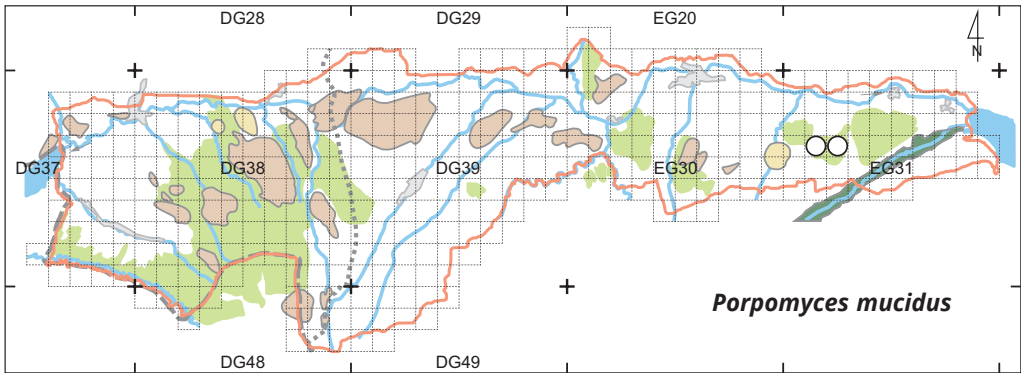 DG28 DG29 EG20
N
DG37 DG38 DG39 EG30 EG31
Porpomyces mucidus
DG48 DG49